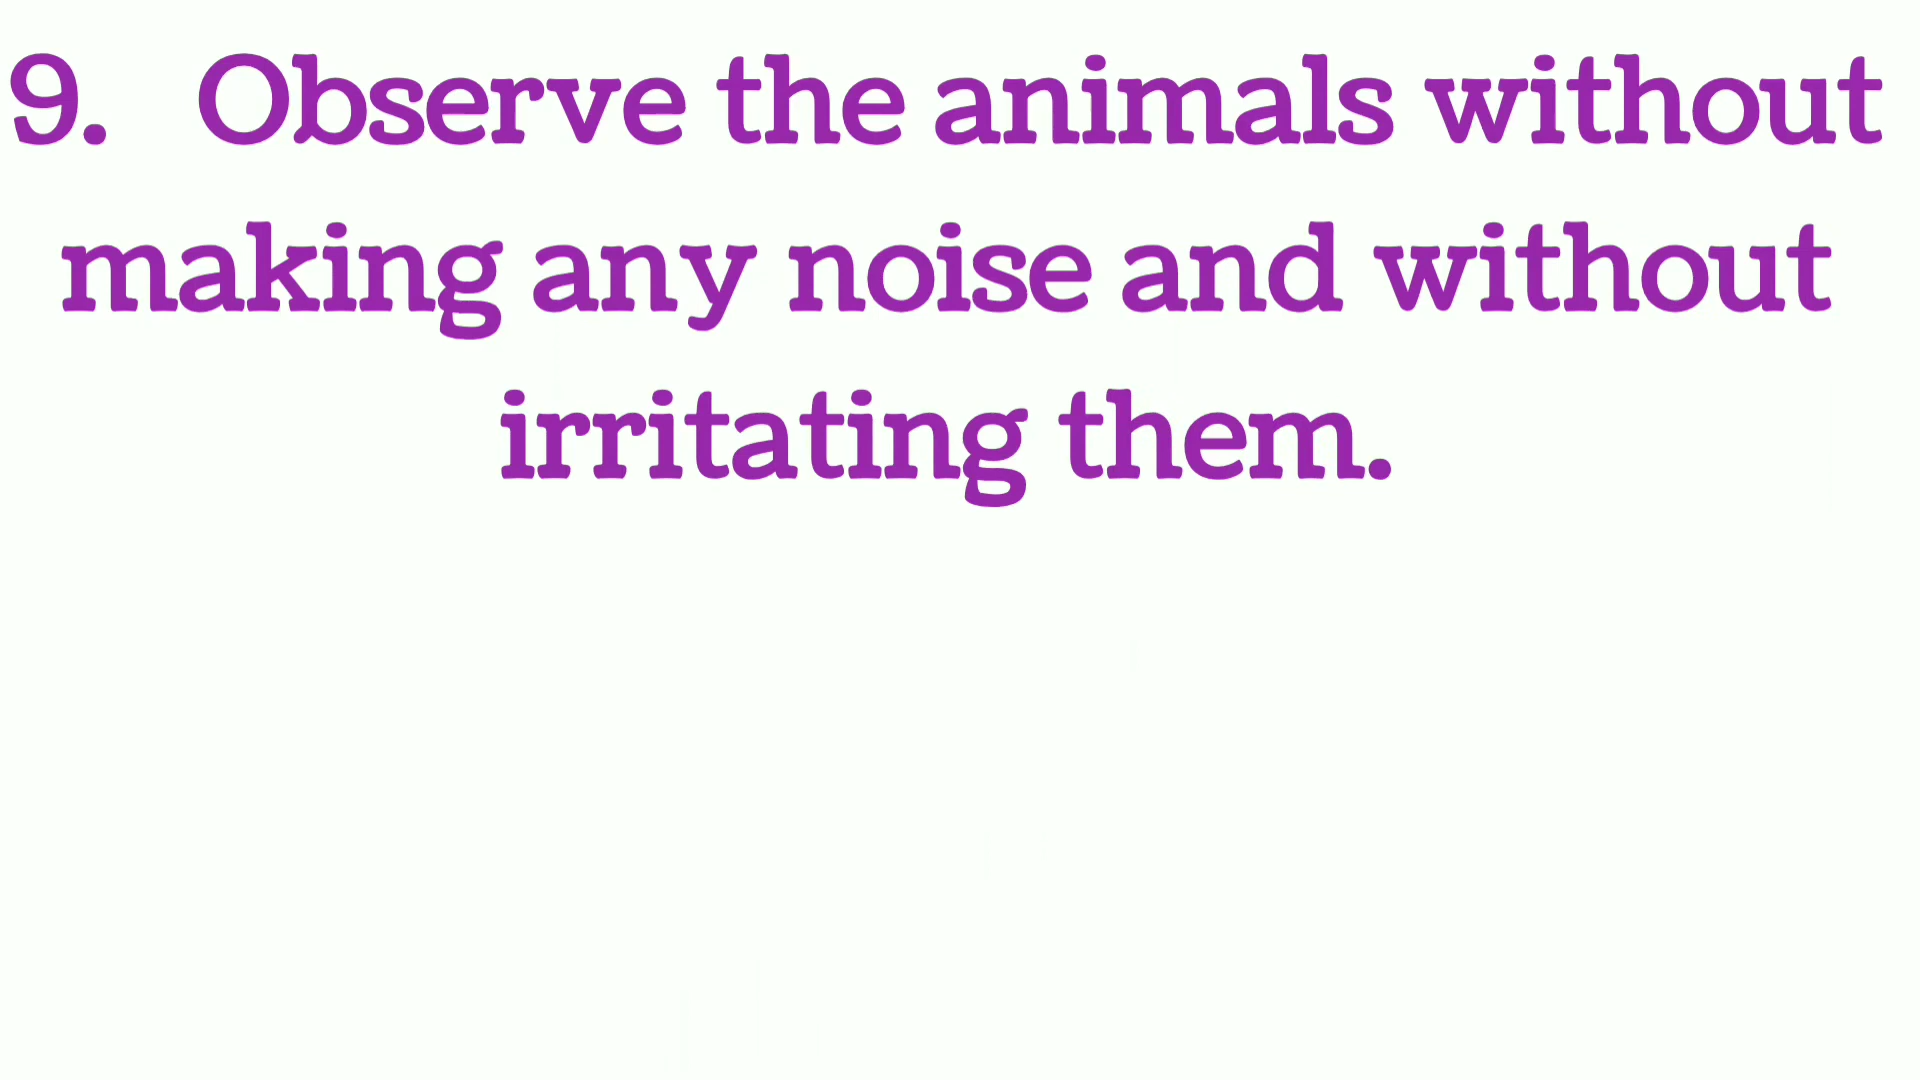 9. Observe the animals without
making any noise and without
irritating them.